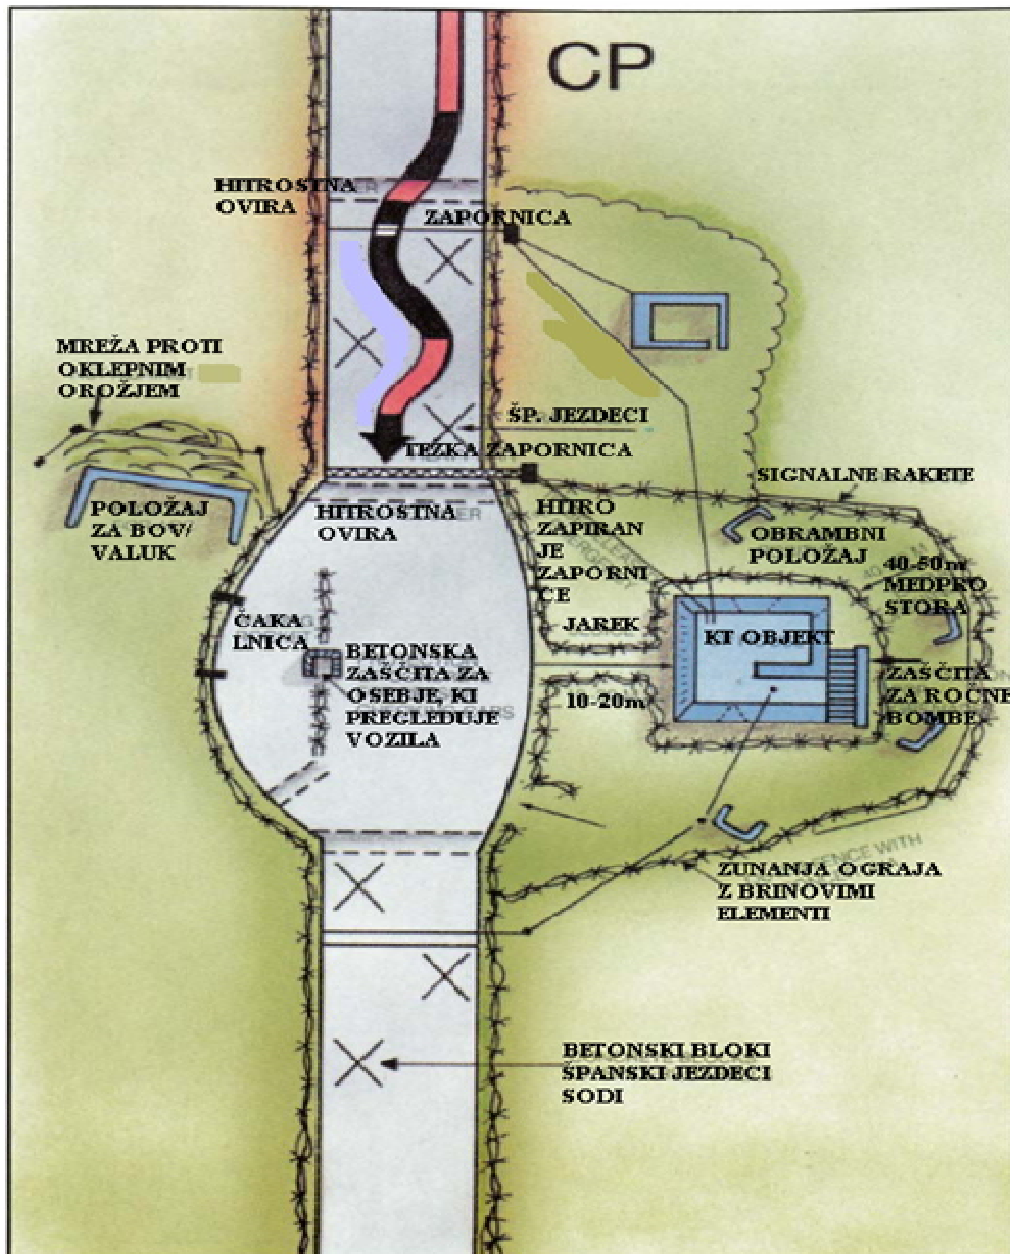 CP
HITROSTNA
OVIRA
ZAPORNICA
MREŽA PROTI
OKLEPNIM
OROŽJEM
ŠP. JEZDECI
TEŽKA ZAPORNICA
SIGNALNE RAKETE
POLOŽAJ
ZA BOV/
VALUK
HITROSTNA
OVIRA
HITRO
ZAPIRAN
JE
ZAPORNI
CE
OBRAMBNI
POLOŽAJ
40-50m
MEDPRO
STORA
ČAKA
LNICA
JAREK
KT OBJEKT
BETONSKA
ZAŠČITA ZA
OSEBJE, KI
PREGLEDUJE
VOZILA
10-20m
ZAŠČITA
ZA ROČNE
BOMBE
ZUNANJA OGRAJA
Z BRINOVIMI
ELEMENTI
BETONSKI BLOKI
ŠPANSKI JEZDECI
SODI